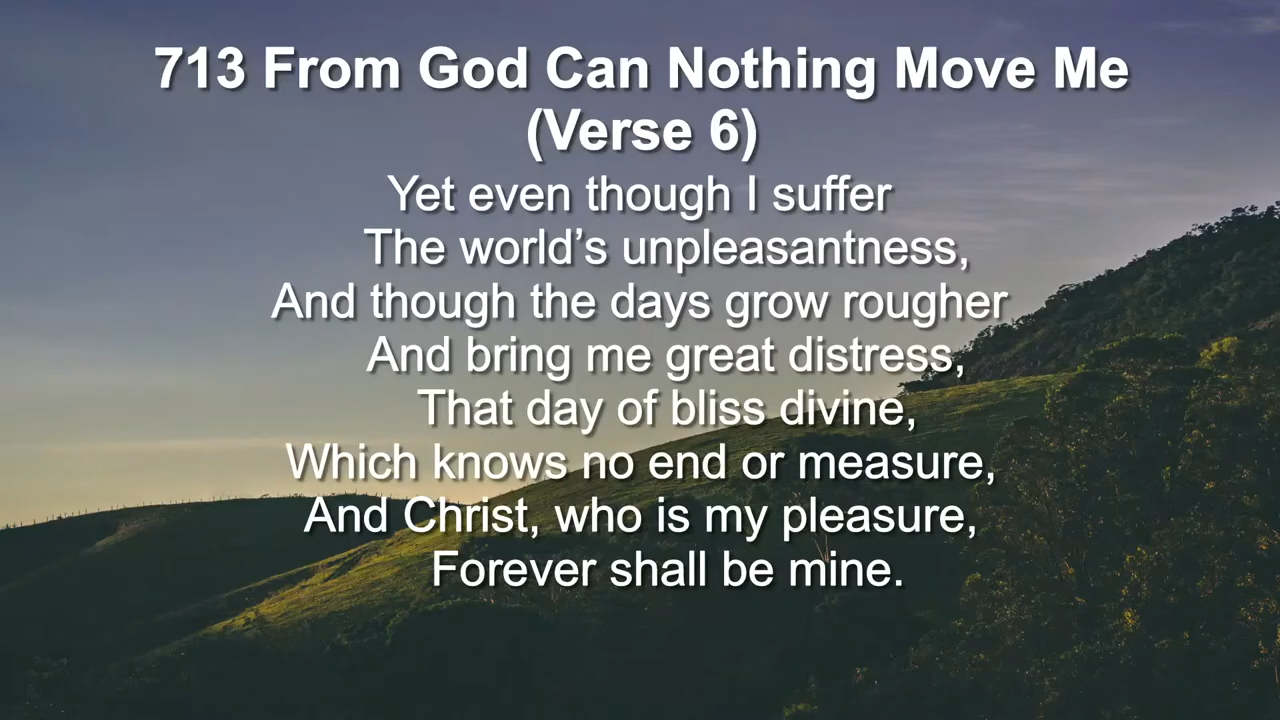 713 From God Can Nothing Move Me
(Verse 6)
Yet even though I suffer
The world’s unpleasantness,
And though the days grow rougher
And bring me great distress,
That day of bliss divine,
Which knows no end or measure,
And Christ, who is my pleasure,
Forever shall be mine.